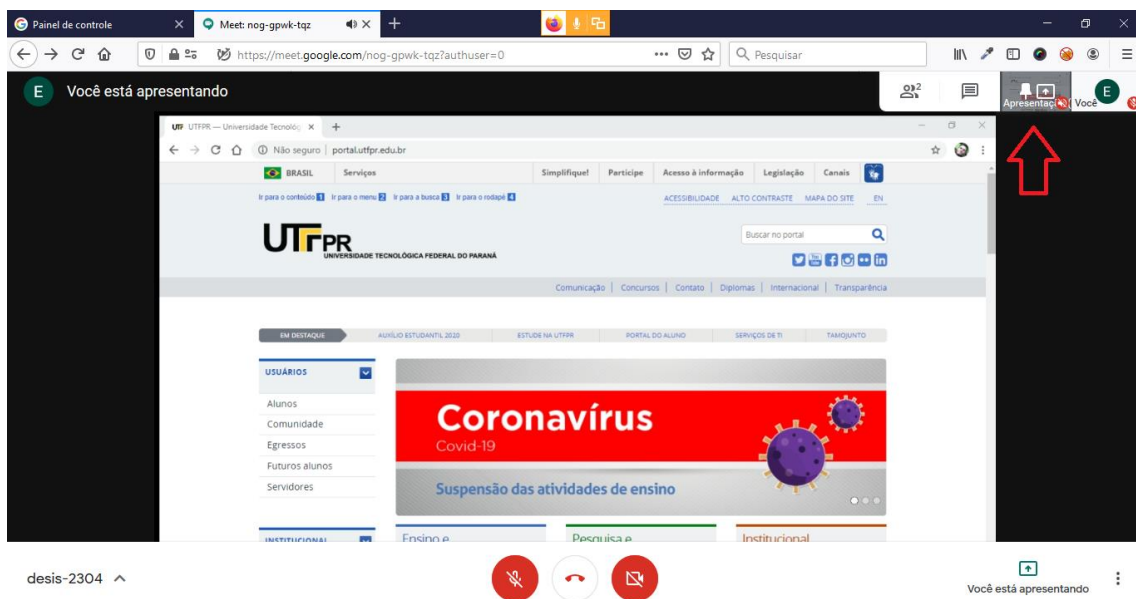 Painel de controle
Meet: nog-gpwk-tqz
https://meet.google.com/nog-gpwk-tqz?authuser=0
Pesquisar
E Você está apresentando
2
Apresentaç
Você
E
UTF UTFPR — Universidade Tecnológ
Não seguro | portal.utfpr.edu.br
BRASIL Serviços Simplifique! Participe Acesso à informação Legislação Canais
Ir para o conteúdo 1 Ir para o menu 2 Ir para a busca 3 Ir para o rodapé 4 ACESSIBILIDADE ALTO CONTRASTE MAPA DO SITE EN
UTFPR
UNIVERSIDADE TECNOLÓGICA FEDERAL DO PARANÁ
Buscar no portal
Comunicação | Concursos | Contato | Diplomas | Internacional | Transparência
EM DESTAQUE AUXÍLIO ESTUDANTIL 2020 ESTUDE NA UTFPR PORTAL DO ALUNO SERVIÇOS DE TI TAMOJUNTO
USUÁRIOS
Alunos
Comunidade
Egressos
Futuros alunos
Servidores
Coronavírus
Covid-19
Suspensão das atividades de ensino
INSTITUCIONAL
Ensino e
Pesquisa e
Institucional
desis-2304
Você está apresentando